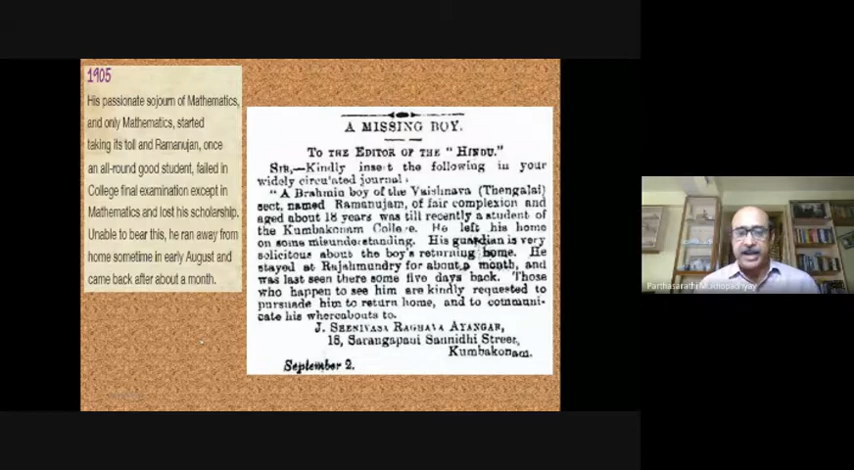 1905
His passionate sojourn of Mathematics,
and only Mathematics, started
taking its toll and Ramanujan, once
an all-round good student, failed in
College final examination except in
Mathematics and lost his scholarship.
Unable to bear this, he ran away from
home sometime in early August and
came back after about a month.
A MISSING BOY.
TO THE EDITOR OF THE "HINDU."
SIR,—Kindly insert the following in your
widely circulated journal:
"A Brahmin boy of the Vaishnava (Thengalai)
sect, named Ramanujam, of fair complexion and
aged about 18 years was till recently a student of
the Kumbakonam College. He left his home
on some misunderstanding. His guardian is very
solicitous about the boy's returning home. He
stayed at Rajahmundry for about a month, and
was last seen there some five days back. Those
who happen to see him are kindly requested to
pursuade him to return home, and to communi-
cate his whereabouts to.
J. SREENIVASA RAGHAVA AYANGAR,
18, Sarangapani Sannidhi Street,
Kumbakonam.
September 2.
Parthasarathi Mukhopadhyay